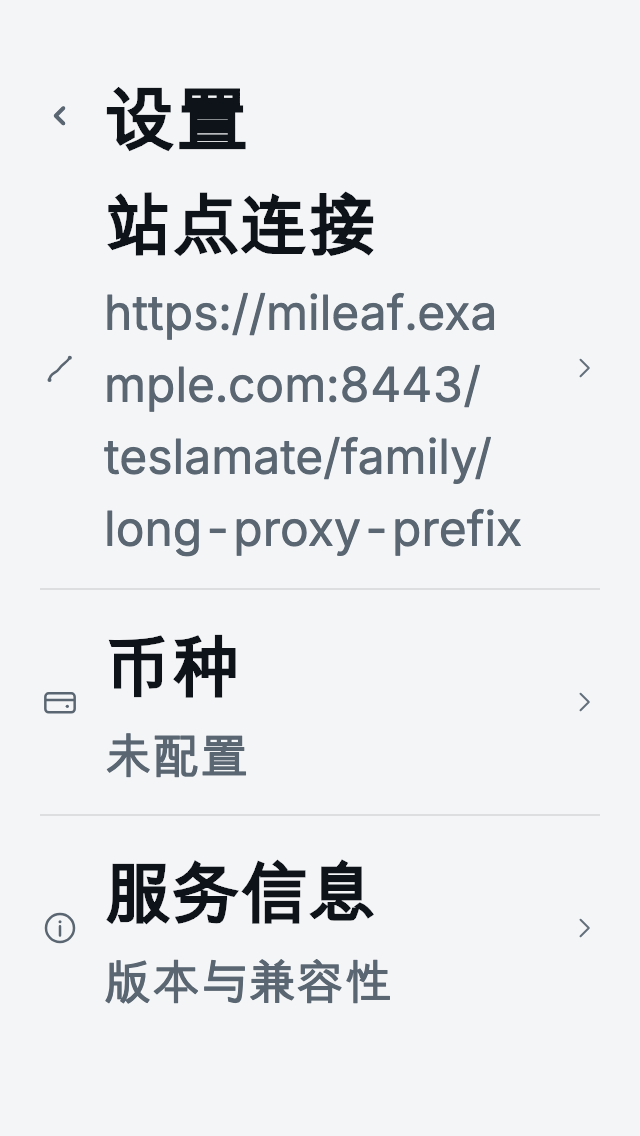 设置
站点连接
https://mileaf.exa
mple.com:8443/
teslamate/family/
long-proxy-prefix
币种
未配置
服务信息
版本与兼容性